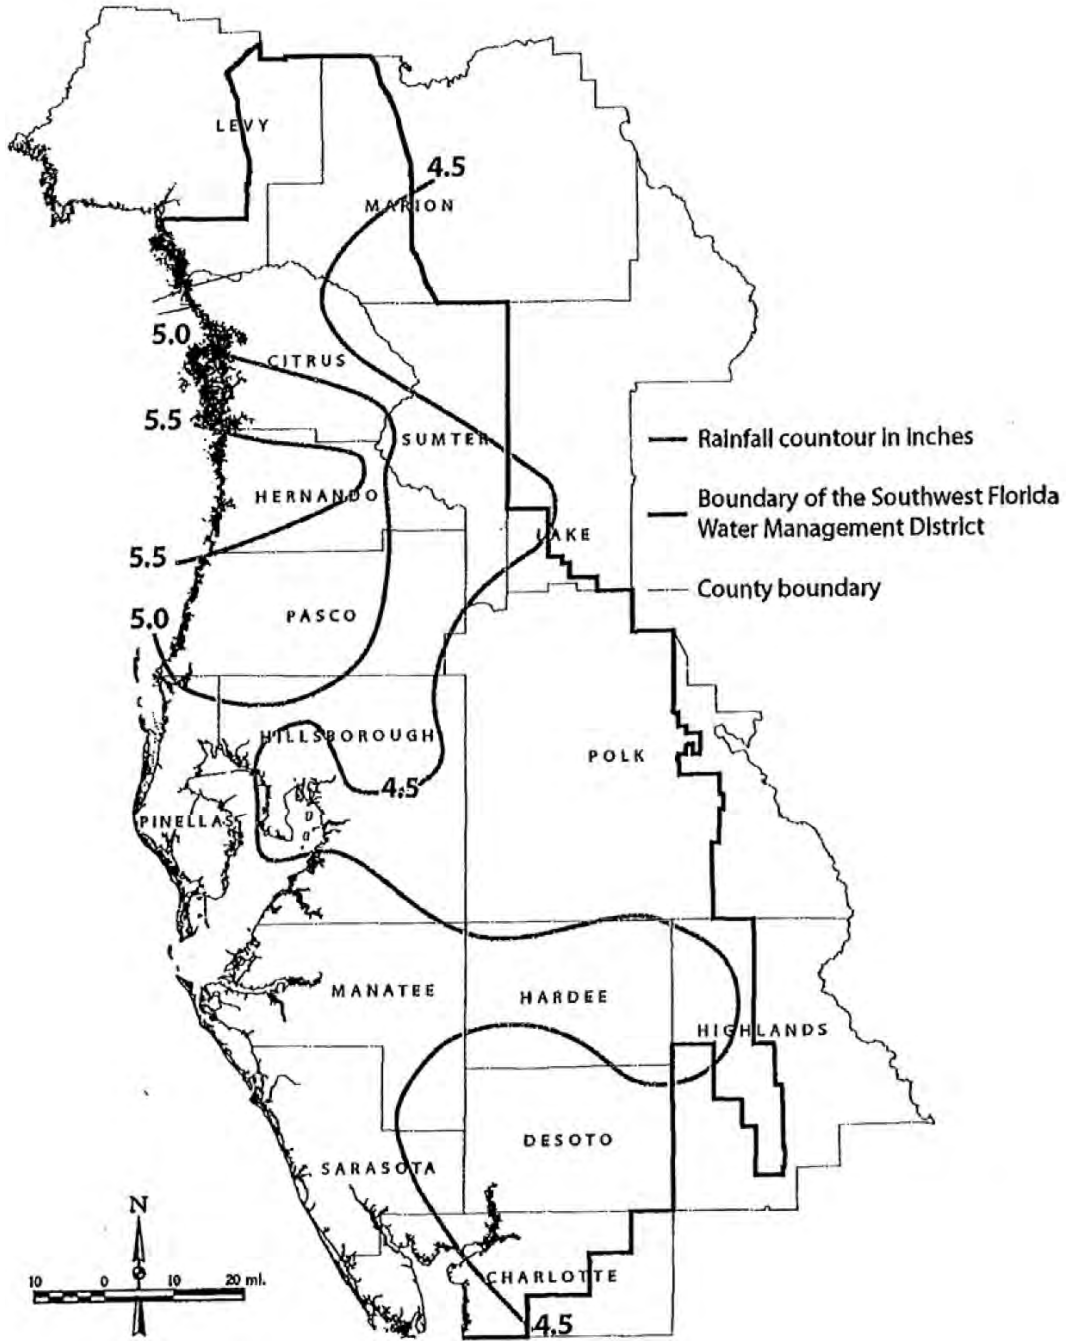 LEVY
4.5
MARION
5.0
CITRUS
5.5
SUMTER
Rainfall countour in inches
HERNANDO
Boundary of the Southwest Florida
Water Management District
LAKE
5.5
County boundary
5.0
PASCO
HILLSBOROUGH
POLK
4.5
PINELLAS
MANATEE
HARDEE
HIGHLANDS
DESOTO
SARASOTA
N
CHARLOTTE
10 0 10 20 mi.
4.5